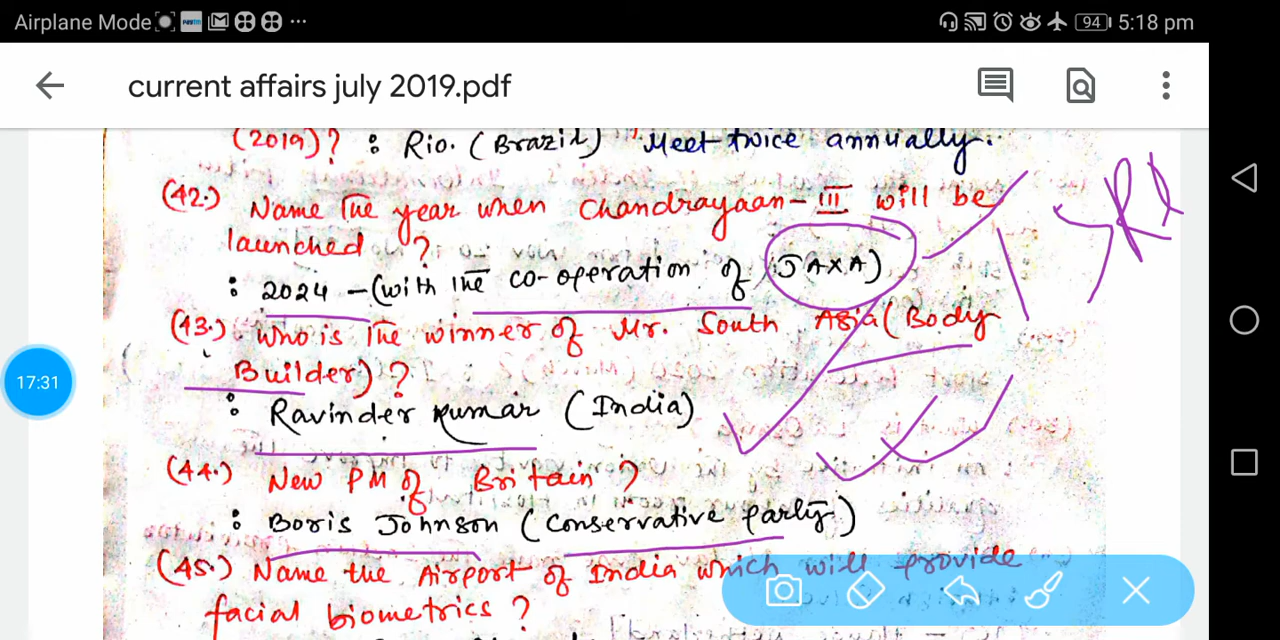 Airplane Mode ... 94 5:18 pm
current affairs july 2019.pdf
(2019)? : Rio. (Brazil) Meet twice annually.
(42.) Name The year when Chandrayaan-III will be
launched ?
: 2024 - (with The co-operation of (JAXA)
(43.) Who is The winner of Mr. South Asia (Body
Builder) ?
17:31
: Ravinder Kumar (India)
(44.) New PM of Britain ?
: Boris Johnson (Conservative party)
(45.) Name the Airport of India which will provide
facial biometrics ?